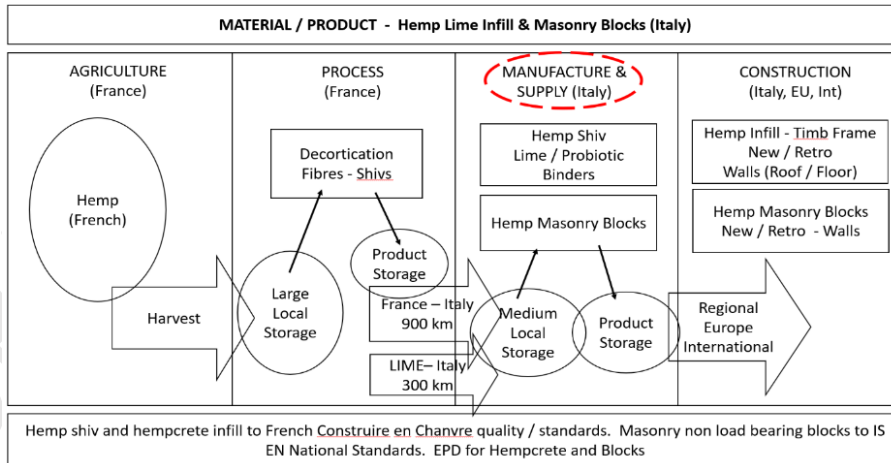 MATERIAL / PRODUCT - Hemp Lime Infill & Masonry Blocks (Italy)
AGRICULTURE
(France)
PROCESS
(France)
MANUFACTURE &
SUPPLY (Italy)
CONSTRUCTION
(Italy, EU, Int)
Hemp
(French)
Harvest
Decortication
Fibres - Shivs
Large
Local
Storage
Product
Storage
France – Italy
900 km
LIME– Italy
300 km
Hemp Shiv
Lime / Probiotic
Binders
Hemp Masonry Blocks
Medium
Local
Storage
Product
Storage
Hemp Infill - Timb Frame
New / Retro
Walls (Roof / Floor)
Hemp Masonry Blocks
New / Retro - Walls
Regional
Europe
International
Hemp shiv and hempcrete infill to French Construire en Chanvre quality / standards. Masonry non load bearing blocks to IS
EN National Standards. EPD for Hempcrete and Blocks